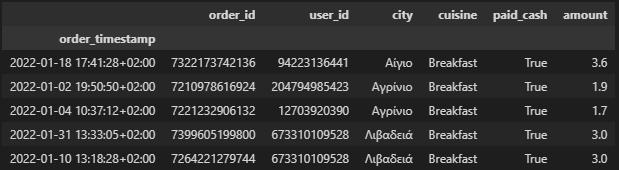 order_id user_id city cuisine paid_cash amount
order_timestamp
2022-01-18 17:41:28+02:00 7322173742136 94223136441 Αίγιο Breakfast True 3.6
2022-01-02 19:50:50+02:00 7210978616924 204794985423 Αγρίνιο Breakfast True 1.9
2022-01-04 10:37:12+02:00 7221232906132 12703920390 Αγρίνιο Breakfast True 1.7
2022-01-31 13:33:05+02:00 7399605199800 673310109528 Λιβαδειά Breakfast True 3.0
2022-01-10 13:18:28+02:00 7264221279744 673310109528 Λιβαδειά Breakfast True 3.0